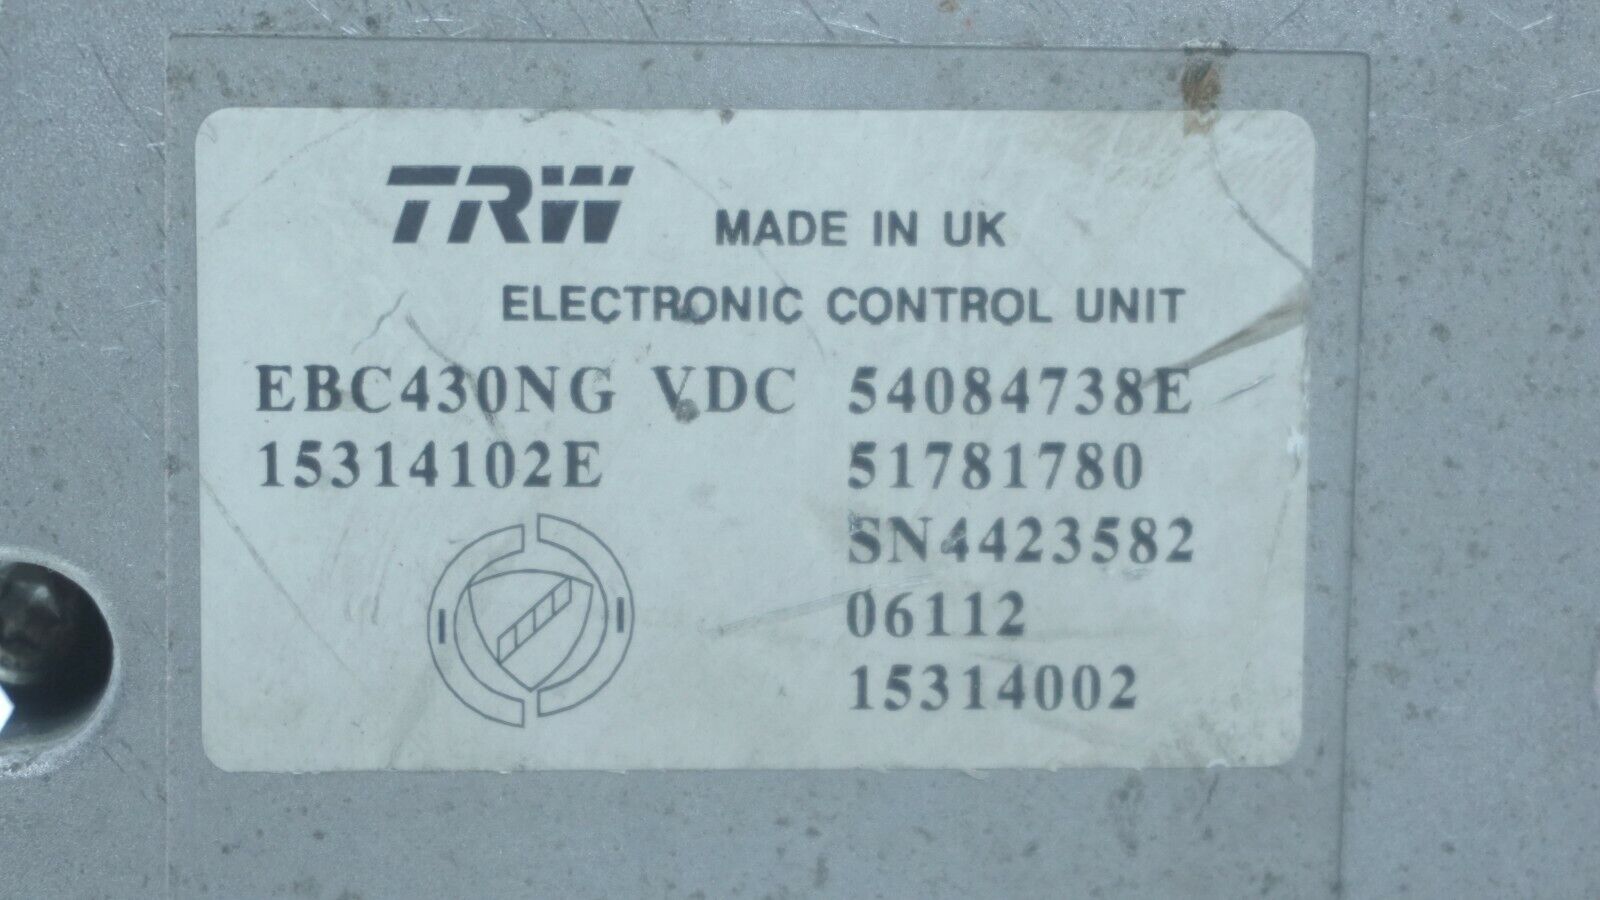 TRW MADE IN UK
ELECTRONIC CONTROL UNIT
EBC430NG VDC 54084738E
15314102E 51781780
SN4423582
06112
15314002